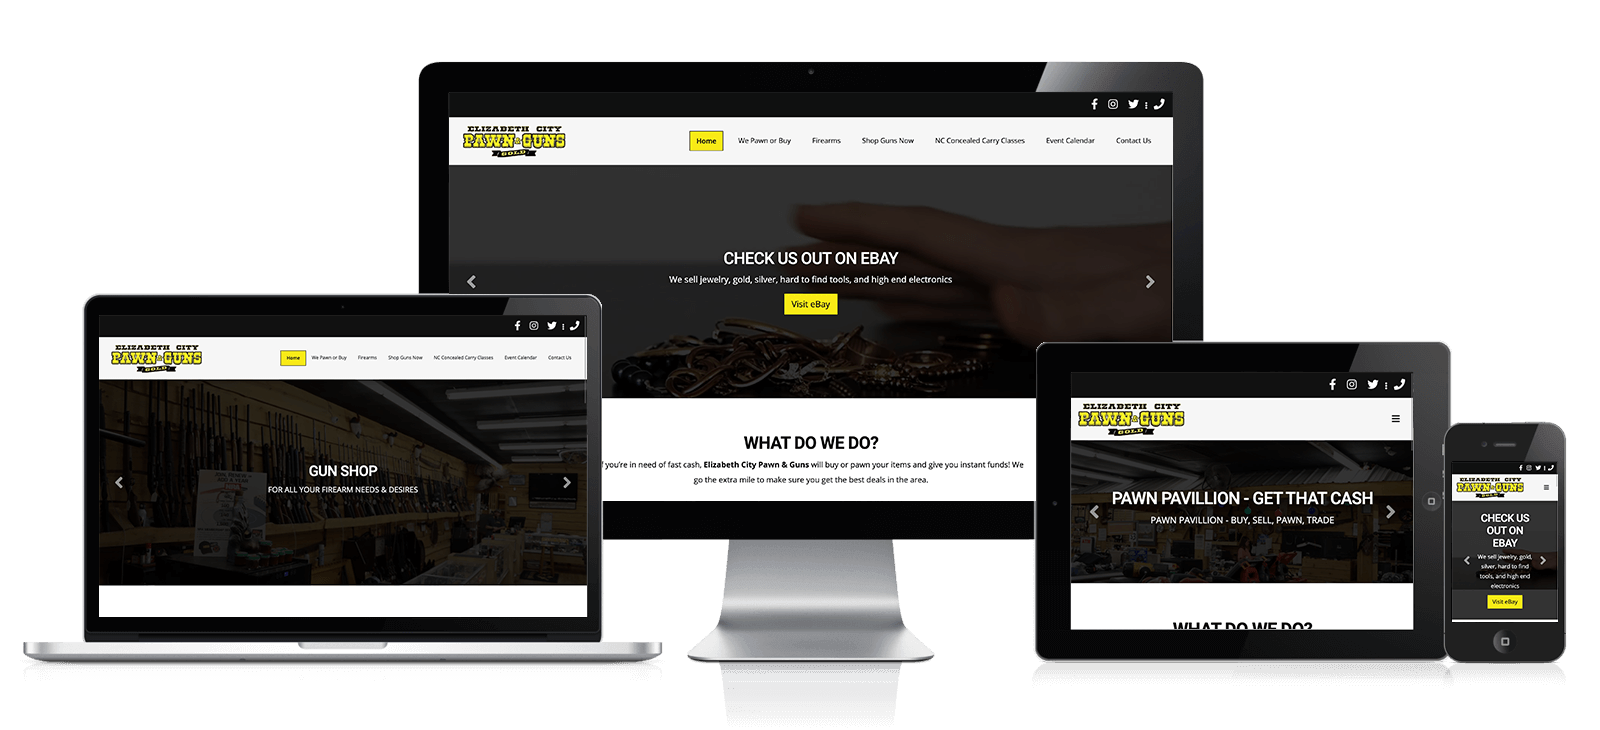 ELIZABETH CITY
PAWN & GUNS
GOLD
Home We Pawn or Buy Firearms Shop Guns Now NC Concealed Carry Classes Event Calendar Contact Us
CHECK US OUT ON EBAY
We sell jewelry, gold, silver, hard to find tools, and high end electronics
Visit eBay
WHAT DO WE DO?
f you're in need of fast cash, Elizabeth City Pawn & Guns will buy or pawn your items and give you instant funds! We
go the extra mile to make sure you get the best deals in the area.
ELIZABETH CITY
PAWN & GUNS
GOLD
Home We Pawn or Buy Firearms Shop Guns Now NC Concealed Carry Classes Event Calendar Contact Us
GUN SHOP
FOR ALL YOUR FIREARM NEEDS & DESIRES
ELIZABETH CITY
PAWN & GUNS
GOLD
PAWN PAVILLION - GET THAT CASH
PAWN PAVILLION - BUY, SELL, PAWN, TRADE
WHAT DO WE DO?
ELIZABETH CITY
PAWN & GUNS
GOLD
CHECK US
OUT ON
EBAY
We sell jewelry, gold,
silver, hard to find
tools, and high end
electronics
Visit eBay